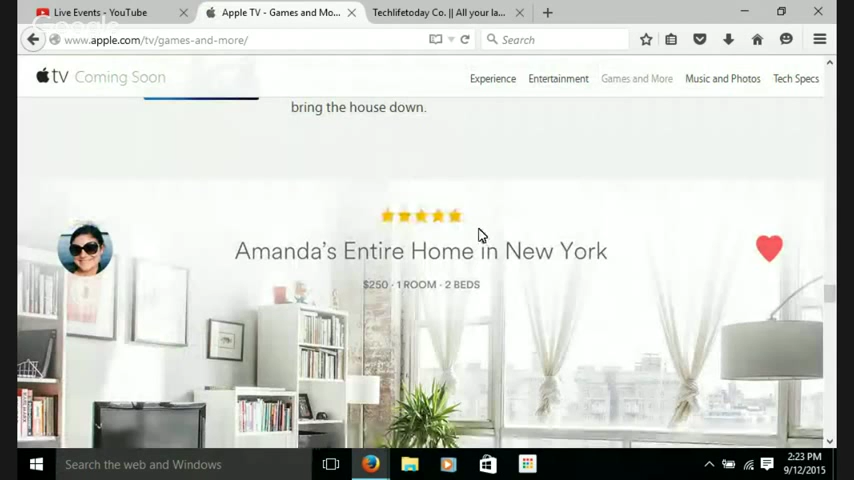 Live Events - YouTube
Apple TV - Games and Mo...
Techlifetoday Co. || All your la...
Google
www.apple.com/tv/games-and-more/
Search
tv Coming Soon
Experience
Entertainment
Games and More
Music and Photos
Tech Specs
bring the house down.
Amanda's Entire Home in New York
$250 · 1 ROOM · 2 BEDS
Search the web and Windows
2:23 PM
9/12/2015